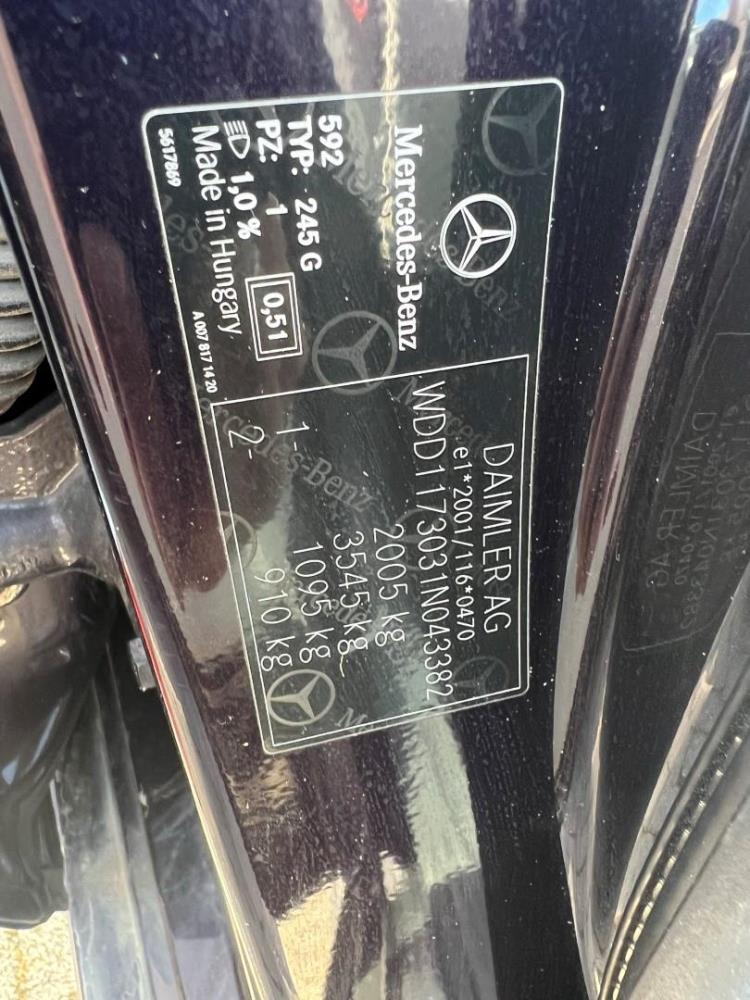 Mercedes-Benz
592
TYP: 245 G
PZ: 1
1,0 %
0,51
Made in Hungary
5617869
A 007 817 14 20
DAIMLER AG
e1*2001/116*0470
WDD1173031N043382
2005 kg
3545 kg
1- 1095 kg
2- 910 kg